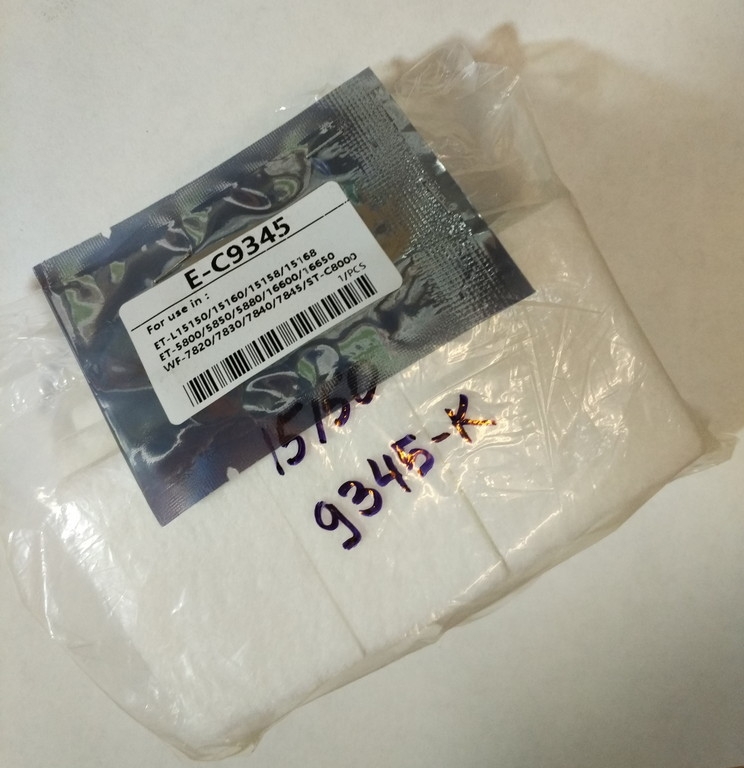 E-C9345
For use in :
ET-L15150/15160/15158/15168
ET-5800/5850/5880/16600/16650
WF-7820/7830/7840/7845/ST-C8000
1/PCS
15150
9345-K